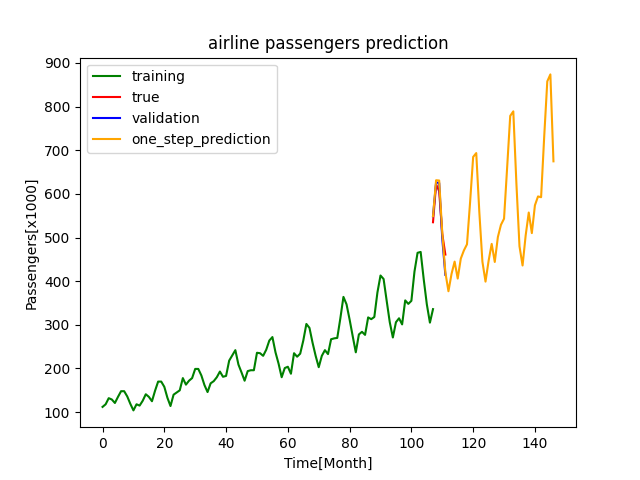 airline passengers prediction
training
true
validation
one_step_prediction
Passengers[x1000]
900
800
700
600
500
400
300
200
100
0
20
40
60
80
100
120
140
Time[Month]